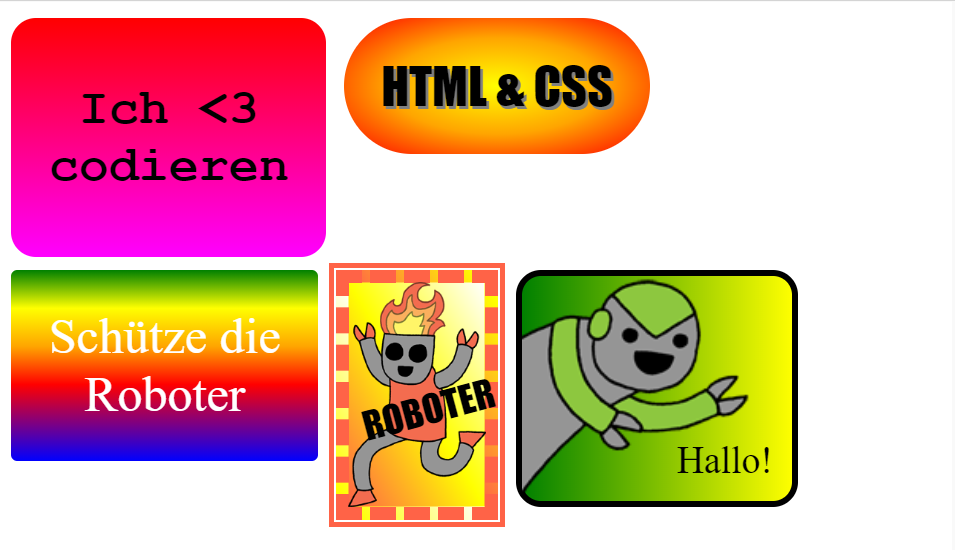 Ich <3
codieren
HTML & CSS
Schütze die
Roboter
ROBOTER
Hallo!